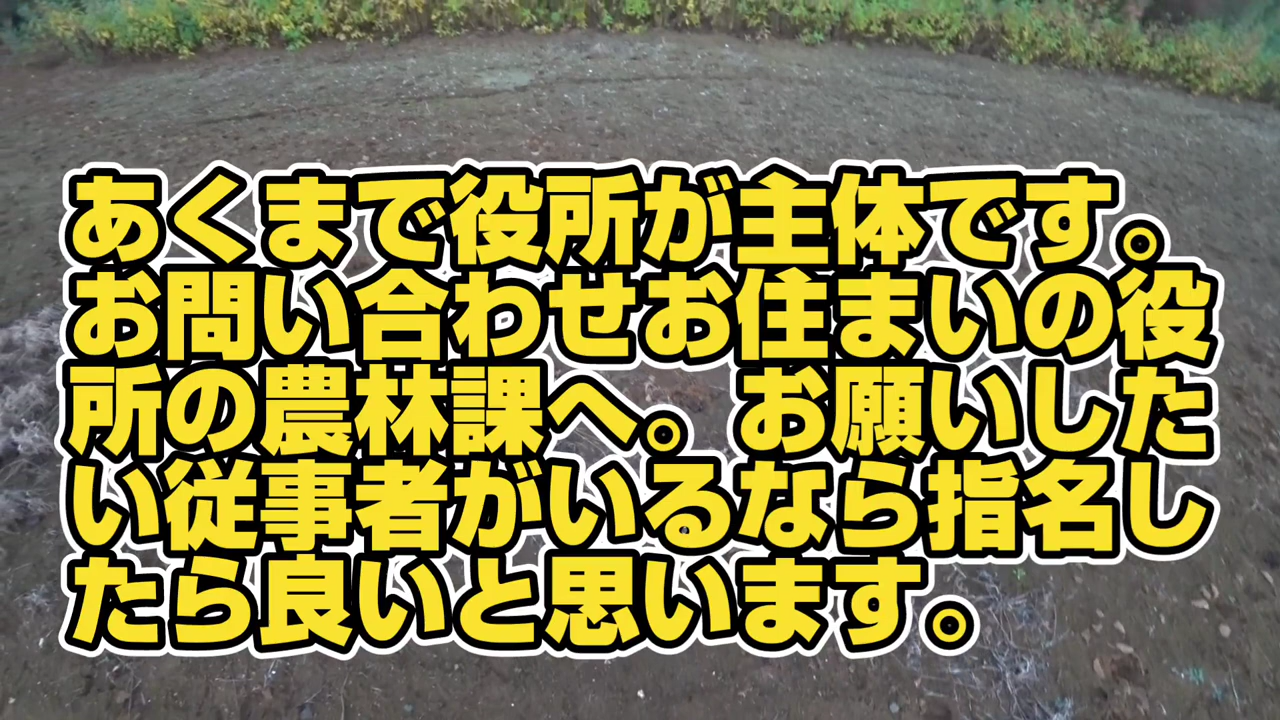 あくまで役所が主体です。
お問い合わせお住まいの役
所の農林課へ。お願いした
い従事者がいるなら指名し
たら良いと思います。